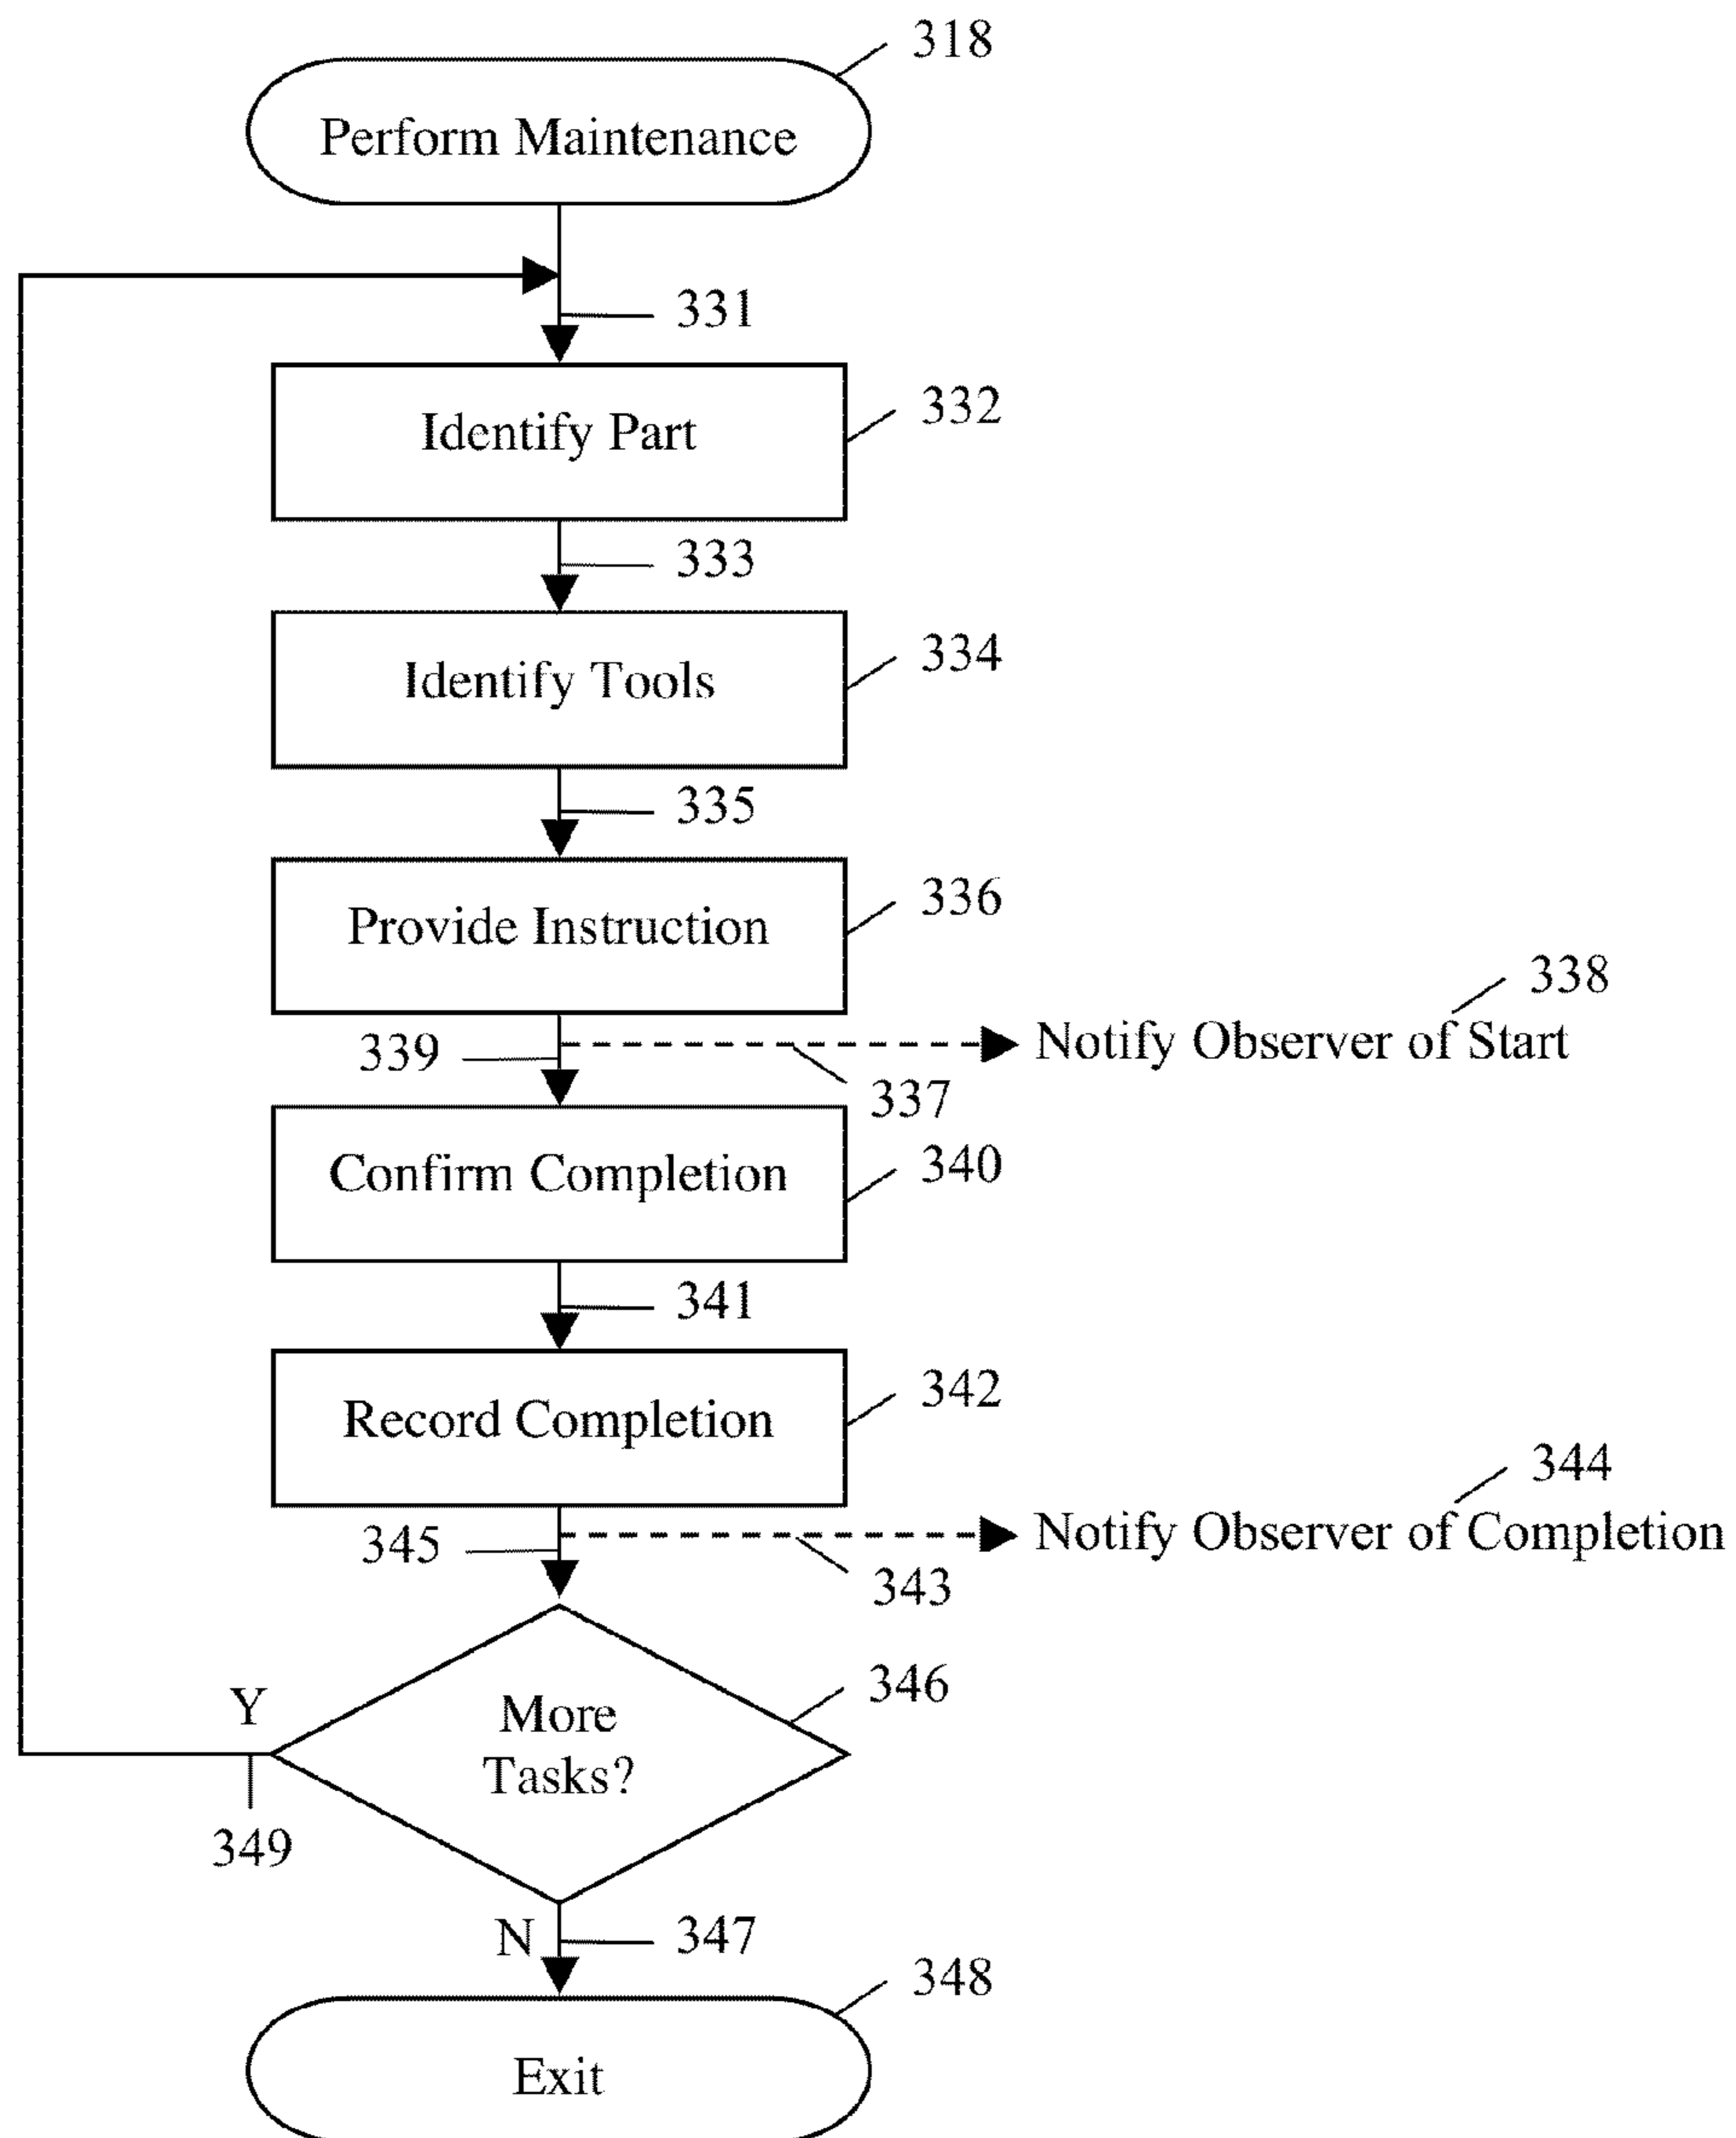 318
Perform Maintenance
331
332
Identify Part
333
334
Identify Tools
335
336
Provide Instruction
338
339
Notify Observer of Start
337
340
Confirm Completion
341
342
Record Completion
344
345
Notify Observer of Completion
343
346
Y
More
Tasks?
349
N
347
348
Exit